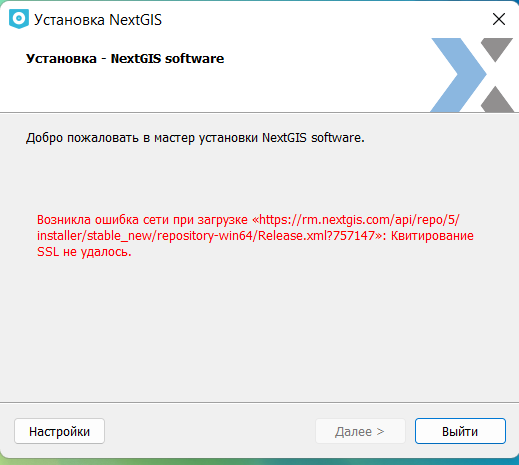 Установка NextGIS
Установка - NextGIS software
Добро пожаловать в мастер установки NextGIS software.
Возникла ошибка сети при загрузке «https://rm.nextgis.com/api/repo/5/
installer/stable_new/repository-win64/Release.xml?757147»: Квитирование
SSL не удалось.
Настройки
Далее >
Выйти